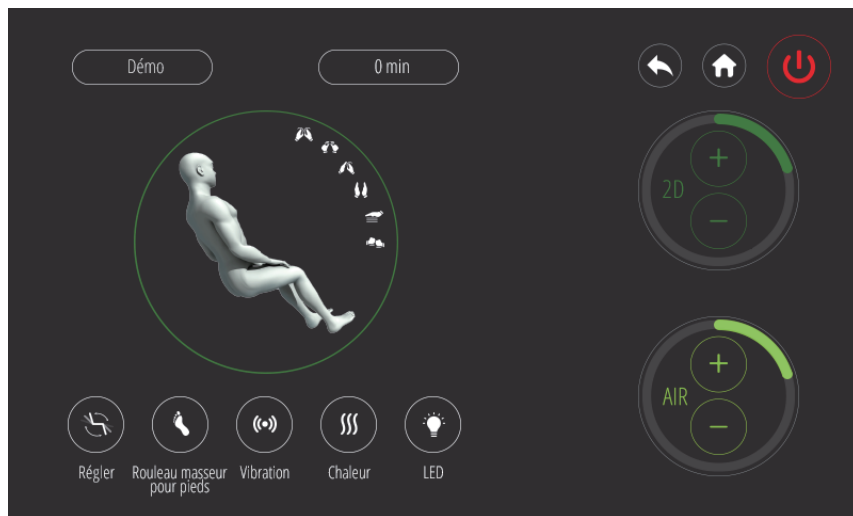 Démo
0 min
2D
AIR
Régler
Rouleau masseur
pour pieds
Vibration
Chaleur
LED